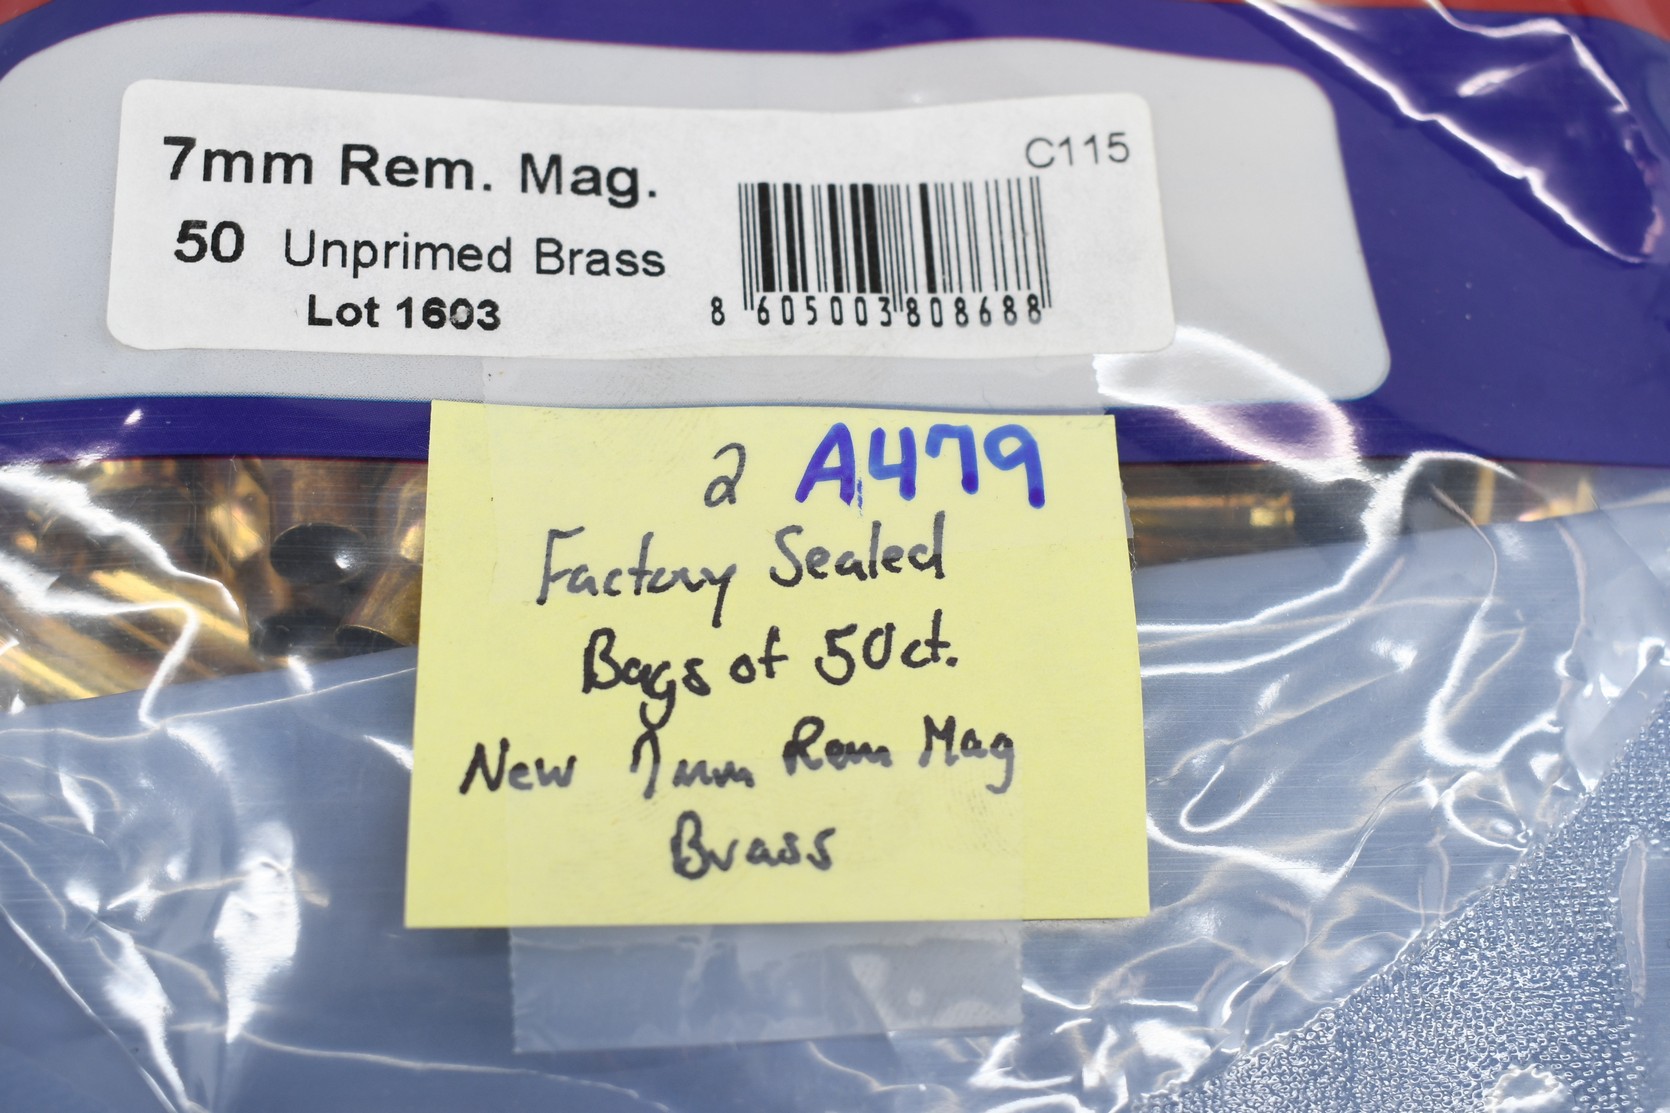 7mm Rem. Mag.
C115
50 Unprimed Brass
Lot 1603
8 605003 808688
2 A479
Factory Sealed
Bags of 50ct.
New 7mm Rem Mag
Brass